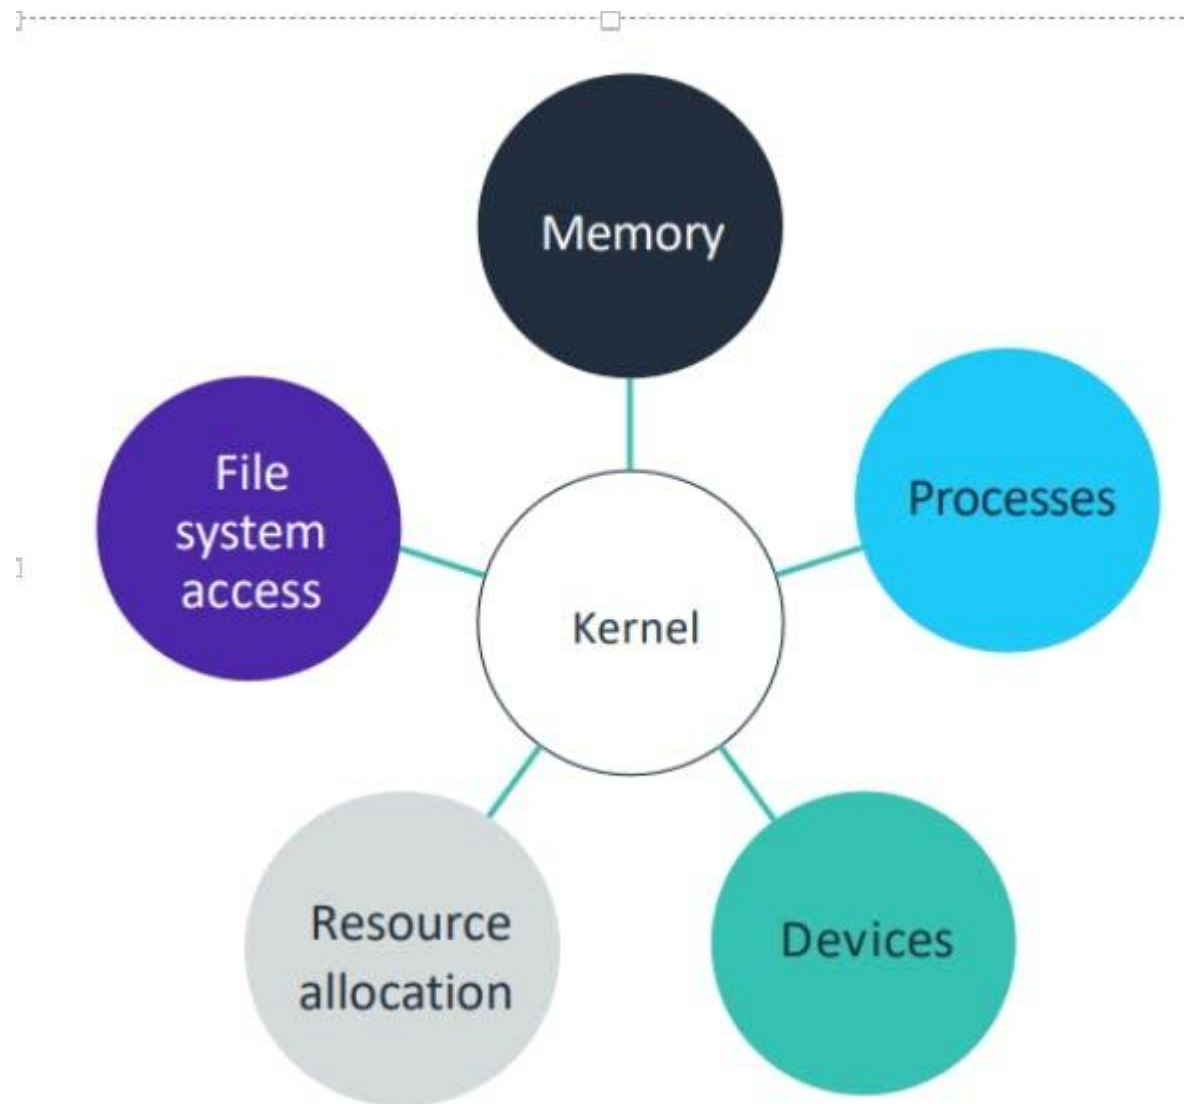 Memory
Processes
File
system
access
Kernel
Resource
allocation
Devices